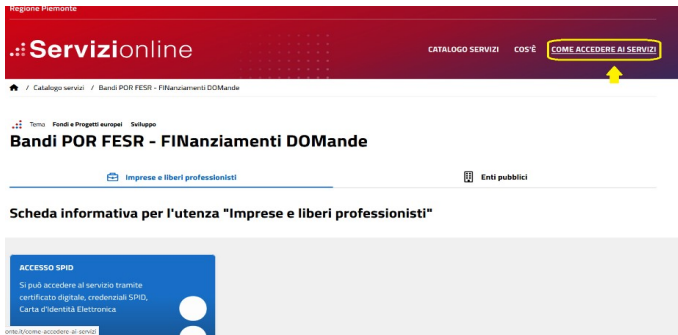 Regione Piemonte
.:: Servizionline
CATALOGO SERVIZI COS'È COME ACCEDERE AI SERVIZI
/ Catalogo servizi / Bandi POR FESR - FINanziamenti DOMande
Tema Fondi e Progetti europei Sviluppo
Bandi POR FESR - FINanziamenti DOMande
Imprese e liberi professionisti Enti pubblici
Scheda informativa per l'utenza "Imprese e liberi professionisti"
ACCESSO SPID
Si può accedere al servizio tramite
certificato digitale, credenziali SPID,
Carta d'Identità Elettronica
onte.it/come-accedere-ai-servizi